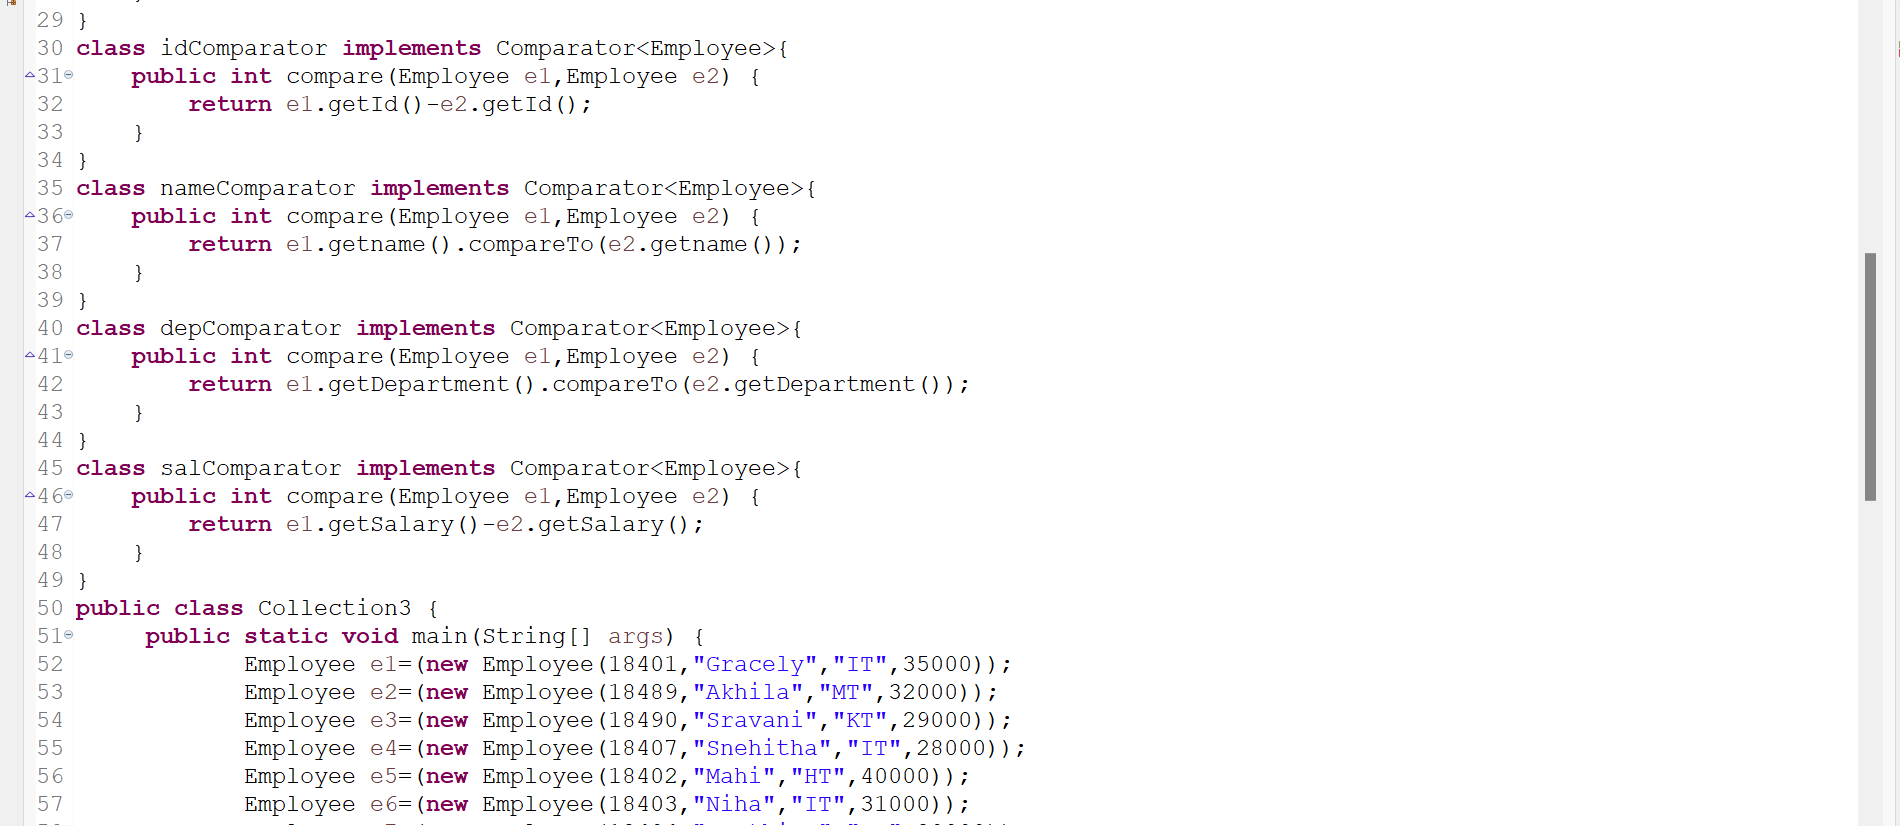 29 }
30 class idComparator implements Comparator<Employee>{
31 public int compare(Employee e1,Employee e2) {
32 return e1.getId()-e2.getId();
33 }
34 }
35 class nameComparator implements Comparator<Employee>{
36 public int compare(Employee e1,Employee e2) {
37 return e1.getname().compareTo(e2.getname());
38 }
39 }
40 class depComparator implements Comparator<Employee>{
41 public int compare(Employee e1,Employee e2) {
42 return e1.getDepartment().compareTo(e2.getDepartment());
43 }
44 }
45 class salComparator implements Comparator<Employee>{
46 public int compare(Employee e1,Employee e2) {
47 return e1.getSalary()-e2.getSalary();
48 }
49 }
50 public class Collection3 {
51 public static void main(String[] args) {
52 Employee e1=(new Employee(18401,"Gracely","IT",35000));
53 Employee e2=(new Employee(18489,"Akhila","MT",32000));
54 Employee e3=(new Employee(18490,"Sravani","KT",29000));
55 Employee e4=(new Employee(18407,"Snehitha","IT",28000));
56 Employee e5=(new Employee(18402,"Mahi","HT",40000));
57 Employee e6=(new Employee(18403,"Niha","IT",31000));